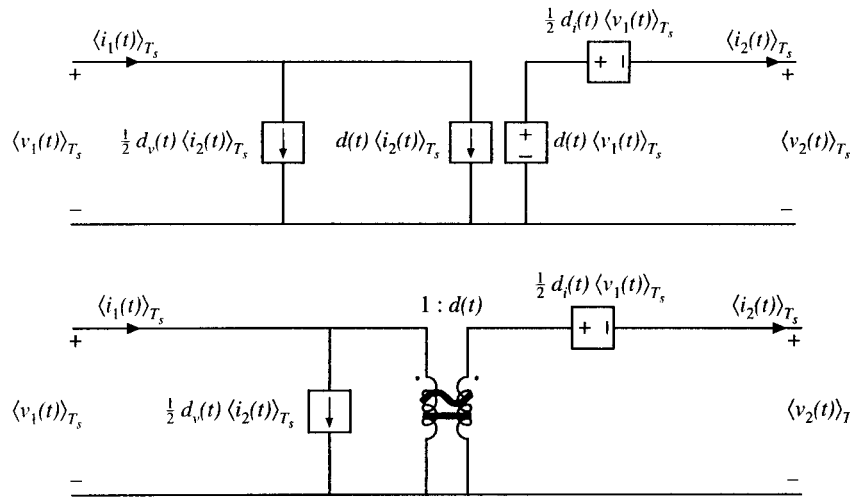 ½ dᵢ(t) ⟨v₁(t)⟩Tₛ
⟨i₁(t)⟩Tₛ
⟨i₂(t)⟩Tₛ
+ + − +
⟨v₁(t)⟩Tₛ
½ dᵥ(t) ⟨i₂(t)⟩Tₛ
d(t) ⟨i₂(t)⟩Tₛ
+
−
d(t) ⟨v₁(t)⟩Tₛ
⟨v₂(t)⟩Tₛ
− −
½ dᵢ(t) ⟨v₁(t)⟩Tₛ
⟨i₁(t)⟩Tₛ
1 : d(t)
⟨i₂(t)⟩Tₛ
+ + − +
⟨v₁(t)⟩Tₛ
½ dᵥ(t) ⟨i₂(t)⟩Tₛ
⟨v₂(t)⟩T
− −